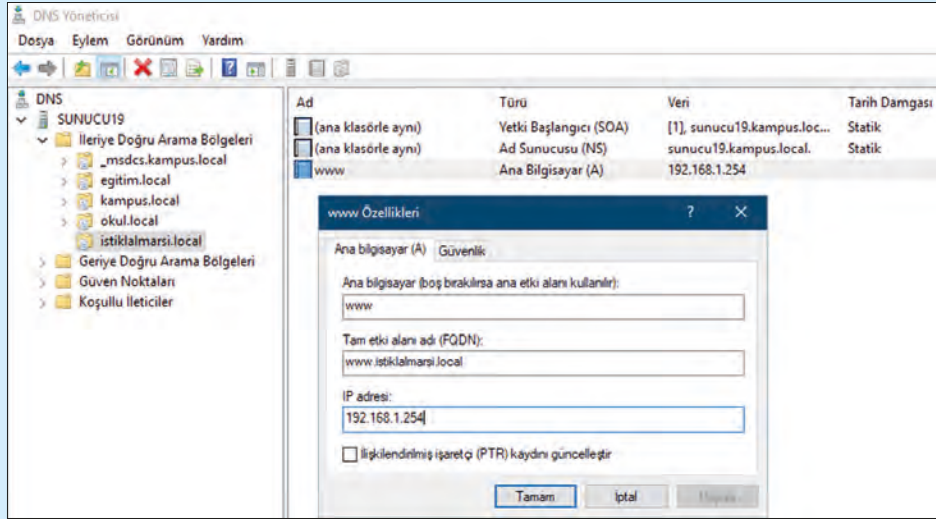 DNS Yöneticisi
Dosya Eylem Görünüm Yardım
DNS
SUNUCU19
İleriye Doğru Arama Bölgeleri
_msdcs.kampus.local
egitim.local
kampus.local
okul.local
istiklalmarsi.local
Geriye Doğru Arama Bölgeleri
Güven Noktaları
Koşullu İleticiler
Ad Türü Veri Tarih Damgası
(ana klasörle aynı) Yetki Başlangıcı (SOA) [1], sunucu19.kampus.loc... Statik
(ana klasörle aynı) Ad Sunucusu (NS) sunucu19.kampus.local. Statik
www Ana Bilgisayar (A) 192.168.1.254
www Özellikleri ?
Ana bilgisayar (A) Güvenlik
Ana bilgisayar (boş bırakılırsa ana etki alanı kullanılır):
www
Tam etki alanı adı (FQDN):
www.istiklalmarsi.local
IP adresi:
192.168.1.254
İlişkilendirilmiş işaretçi (PTR) kaydını güncelleştir
Tamam İptal